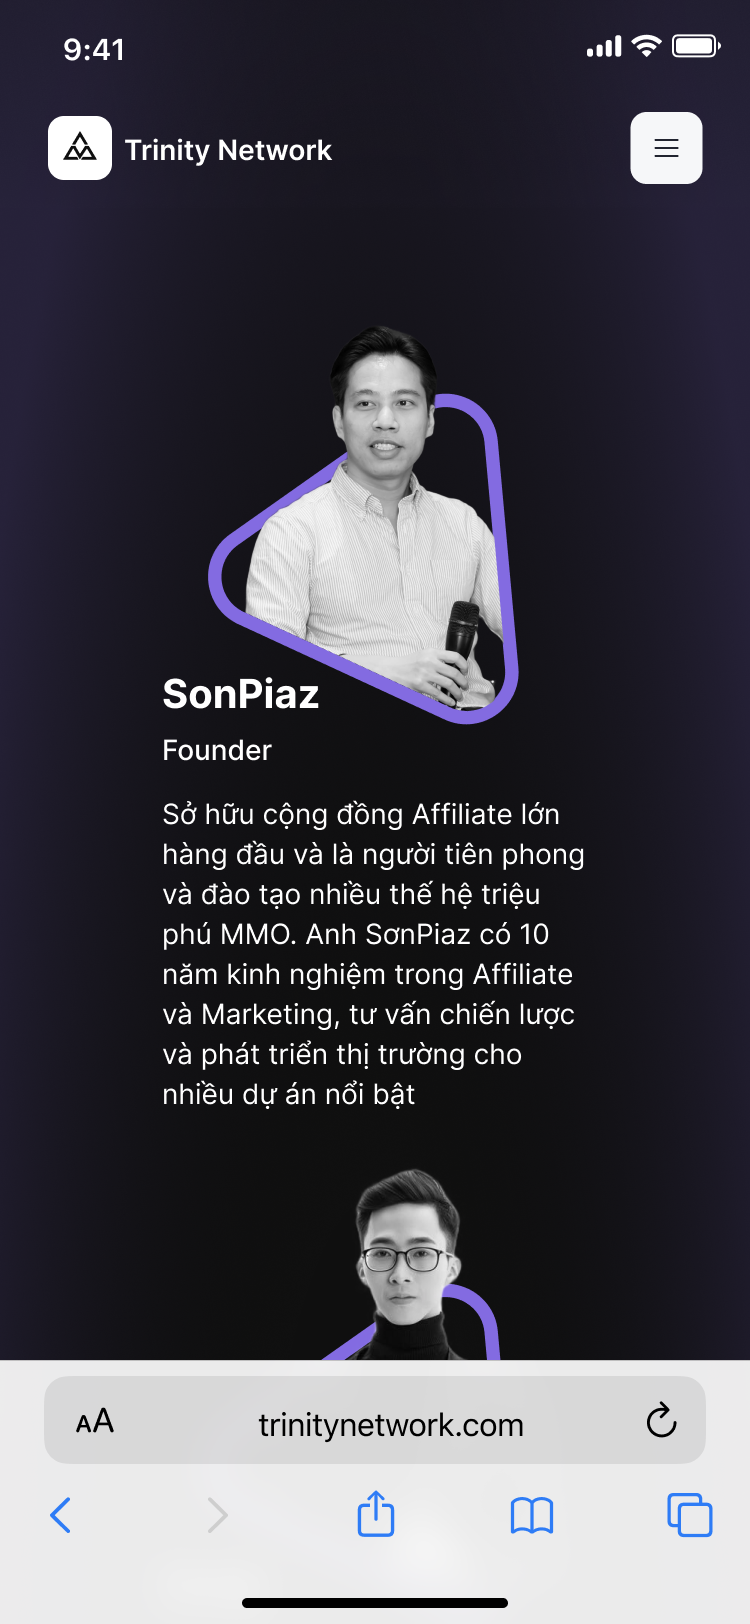 9:41
Trinity Network
SonPiaz
Founder
Sở hữu cộng đồng Affiliate lớn
hàng đầu và là người tiên phong
và đào tạo nhiều thế hệ triệu
phú MMO. Anh SơnPiaz có 10
năm kinh nghiệm trong Affiliate
và Marketing, tư vấn chiến lược
và phát triển thị trường cho
nhiều dự án nổi bật
AA trinitynetwork.com